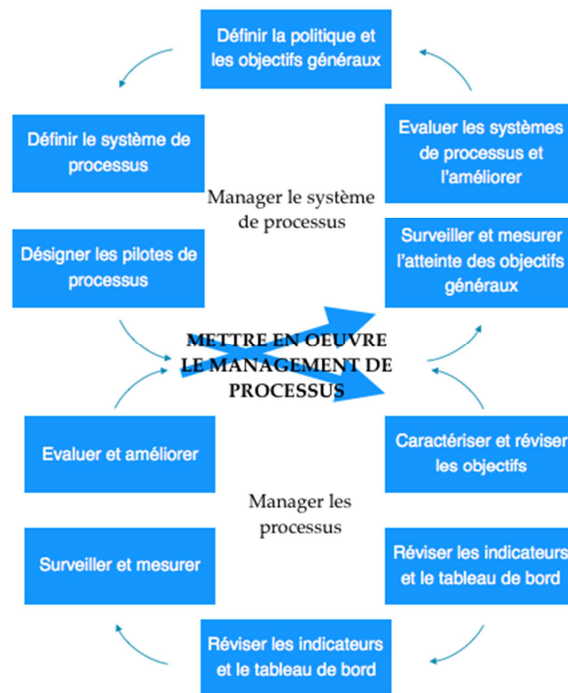 Définir la politique et
les objectifs généraux
Définir le système de
processus
Evaluer les systèmes
de processus et
l'améliorer
Manager le système
de processus
Désigner les pilotes de
processus
Surveiller et mesurer
l'atteinte des objectifs
généraux
METTRE EN OEUVRE
LE MANAGEMENT DE
PROCESSUS
Evaluer et améliorer
Caractériser et réviser
les objectifs
Manager les
processus
Surveiller et mesurer
Réviser les indicateurs
et le tableau de bord
Réviser les indicateurs
et le tableau de bord